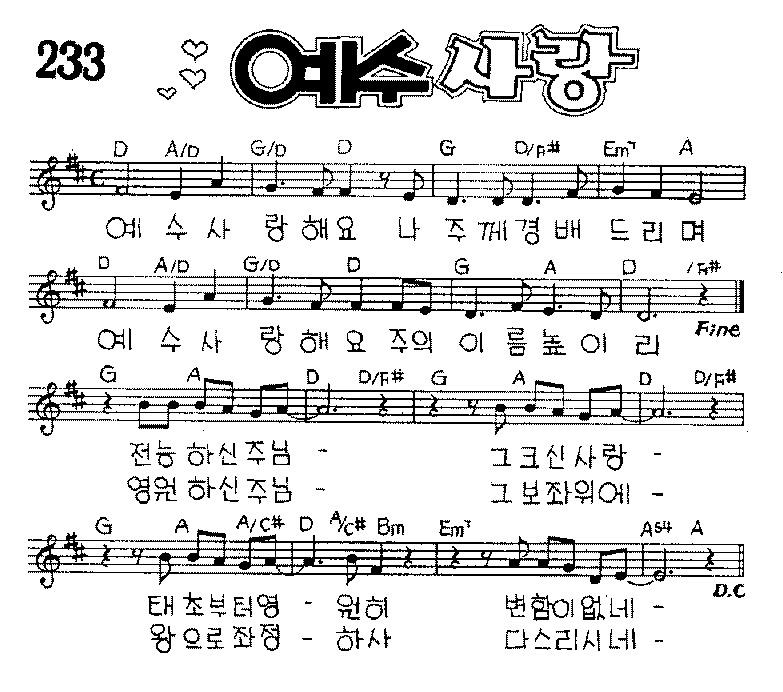 233
예수 사랑
D A/D G/D D G D/F# Em7 A
예 수 사 랑 해 요 나 주 께 경 배 드 리 며
D A/D G/D D G A D /F#
Fine
예 수 사 랑 해 요 주의 이 름 높 이 리
G A D D/F# G A D D/F#
전능 하신 주님 - 그크신사랑 -
영원 하신 주님 - 그보좌위에 -
G A A/C# D A/C# Bm Em7 Asus4 A
D.C
태초부터영 - 원히 변함이없네 -
왕으로좌정 - 하사 다스리시네 -